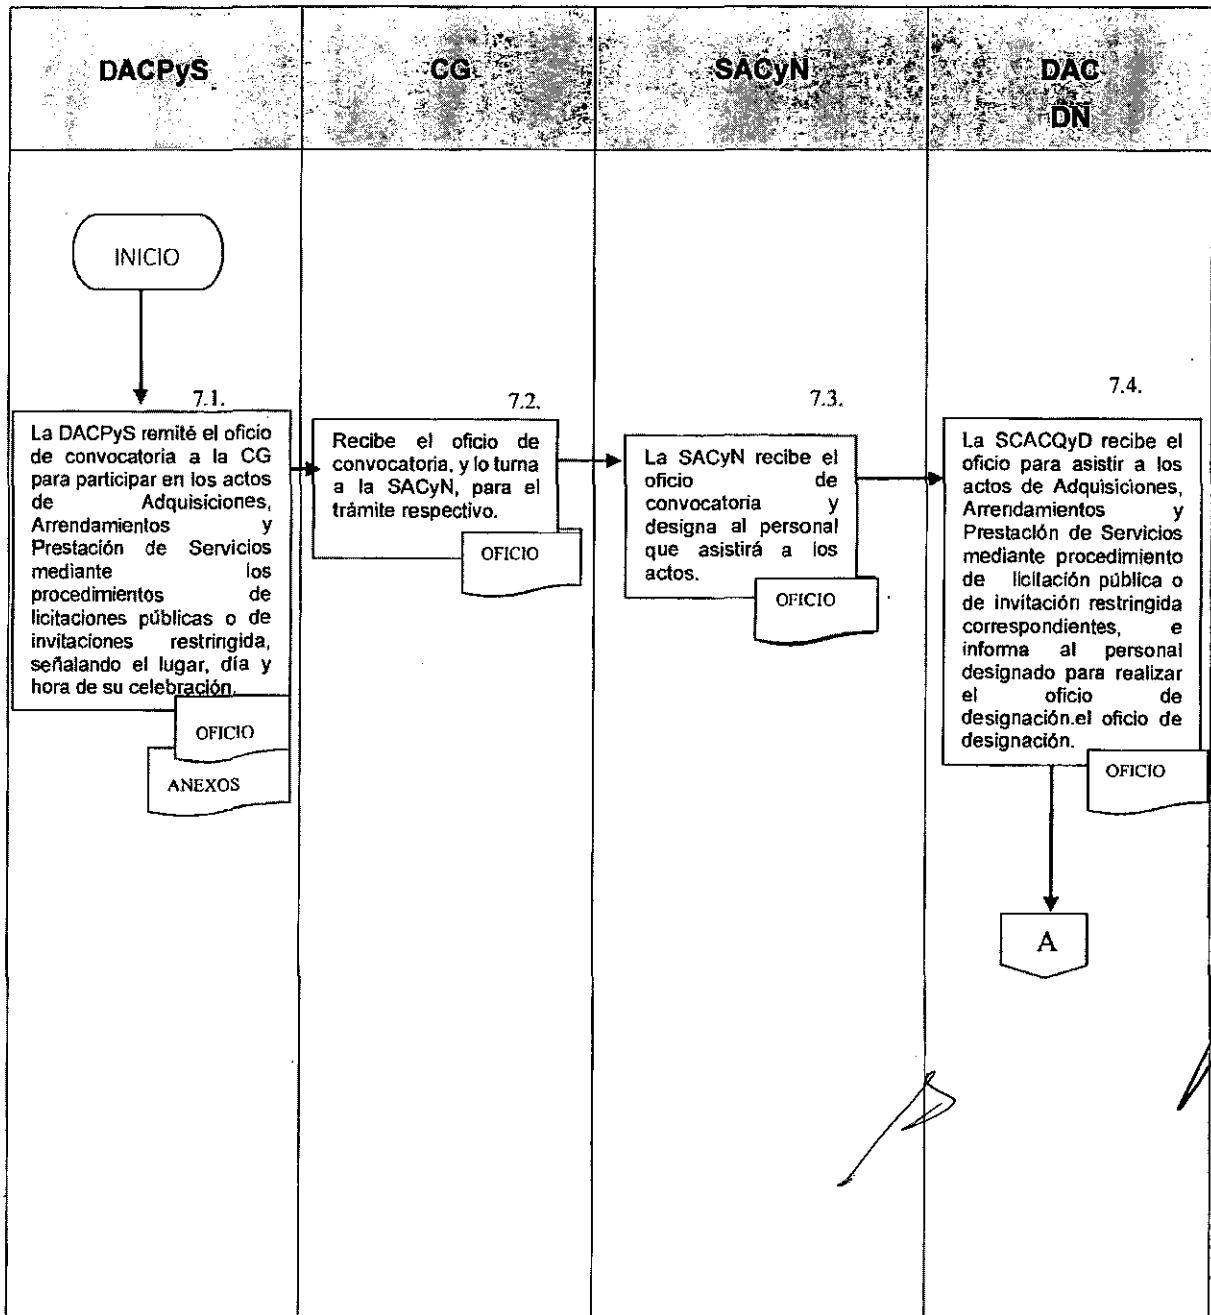 DACPyS
CG
SACyN
DAC
DN
INICIO
7.1.
La DACPyS remité el oficio
de convocatoria a la CG
para participar en los actos
de Adquisiciones,
Arrendamientos y
Prestación de Servicios
mediante los
procedimientos de
licitaciones públicas o de
invitaciones restringida,
señalando el lugar, día y
hora de su celebración.
OFICIO
ANEXOS
7.2.
Recibe el oficio de
convocatoria, y lo turna
a la SACyN, para el
trámite respectivo.
OFICIO
7.3.
La SACyN recibe el
oficio de
convocatoria y
designa al personal
que asistirá a los
actos.
OFICIO
7.4.
La SCACQyD recibe el
oficio para asistir a los
actos de Adquisiciones,
Arrendamientos y
Prestación de Servicios
mediante procedimiento
de licitación pública o
de invitación restringida
correspondientes, e
informa al personal
designado para realizar
el oficio de
designación.el oficio de
designación.
OFICIO
A